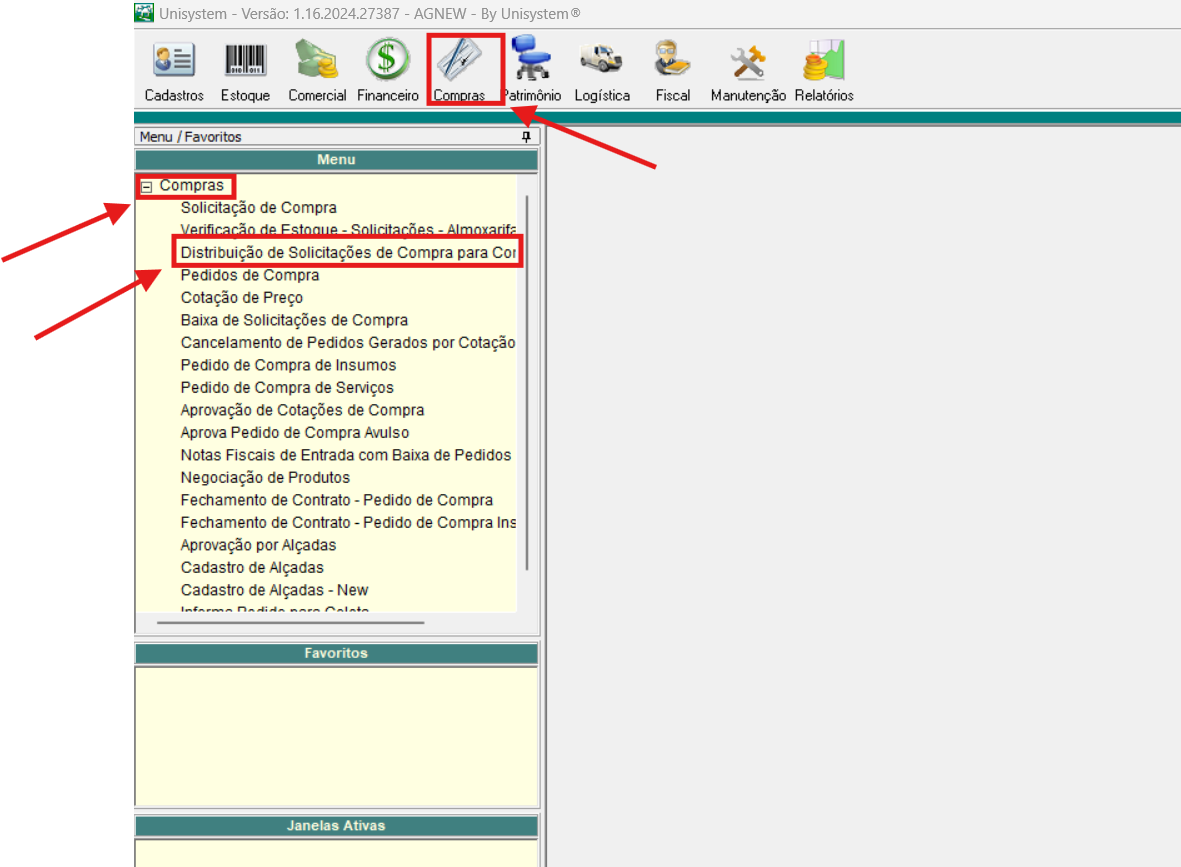 Unisystem - Versão: 1.16.2024.27387 - AGNEW - By Unisystem®
Cadastros Estoque Comercial Financeiro Compras Patrimônio Logística Fiscal Manutenção Relatórios
Menu / Favoritos
Menu
Compras
Solicitação de Compra
Verificação de Estoque - Solicitações - Almoxarifa
Distribuição de Solicitações de Compra para Cor
Pedidos de Compra
Cotação de Preço
Baixa de Solicitações de Compra
Cancelamento de Pedidos Gerados por Cotação
Pedido de Compra de Insumos
Pedido de Compra de Serviços
Aprovação de Cotações de Compra
Aprova Pedido de Compra Avulso
Notas Fiscais de Entrada com Baixa de Pedidos
Negociação de Produtos
Fechamento de Contrato - Pedido de Compra
Fechamento de Contrato - Pedido de Compra Ins
Aprovação por Alçadas
Cadastro de Alçadas
Cadastro de Alçadas - New
Informa Pedido para Coleta
Favoritos
Janelas Ativas